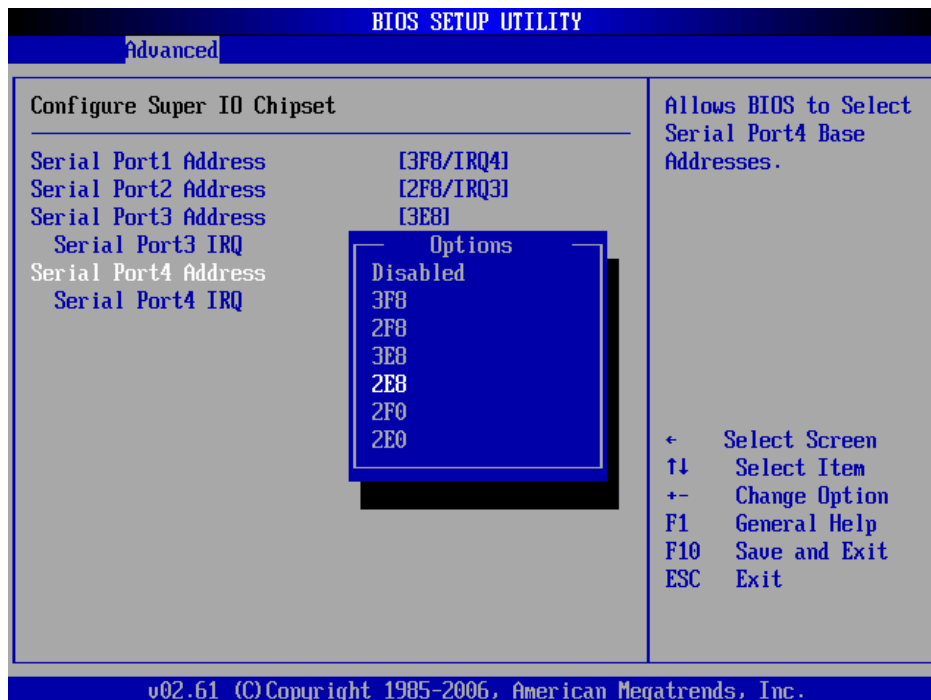 BIOS SETUP UTILITY
Advanced
Configure Super IO Chipset
Serial Port1 Address [3F8/IRQ4]
Serial Port2 Address [2F8/IRQ3]
Serial Port3 Address [3E8]
Serial Port3 IRQ
Serial Port4 Address
Serial Port4 IRQ
Options
Disabled
3F8
2F8
3E8
2E8
2F0
2E0
Allows BIOS to Select
Serial Port4 Base
Addresses.
← Select Screen
↑↓ Select Item
+- Change Option
F1 General Help
F10 Save and Exit
ESC Exit
v02.61 (C)Copyright 1985-2006, American Megatrends, Inc.